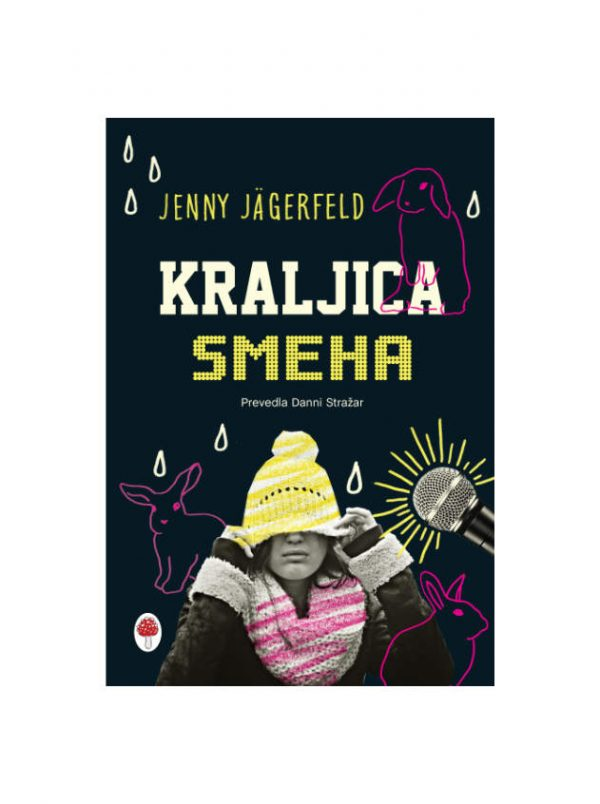 JENNY JÄGERFELD
KRALJICA
SMEHA
Prevedla Danni Stražar